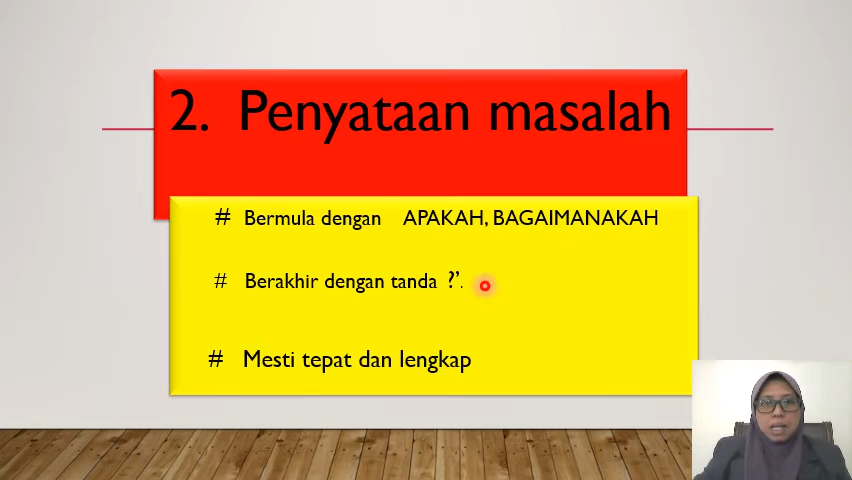 2. Penyataan masalah
# Bermula dengan APAKAH, BAGAIMANAKAH
# Berakhir dengan tanda ?’.
# Mesti tepat dan lengkap